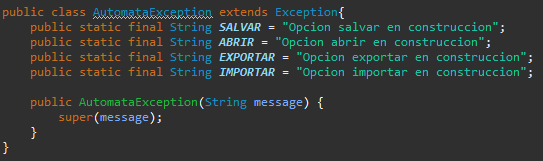 public class AutomataException extends Exception{
public static final String SALVAR = "Opcion salvar en construccion";
public static final String ABRIR = "Opcion abrir en construccion";
public static final String EXPORTAR = "Opcion exportar en construccion";
public static final String IMPORTAR = "Opcion importar en construccion";
public AutomataException(String message) {
super(message);
}
}